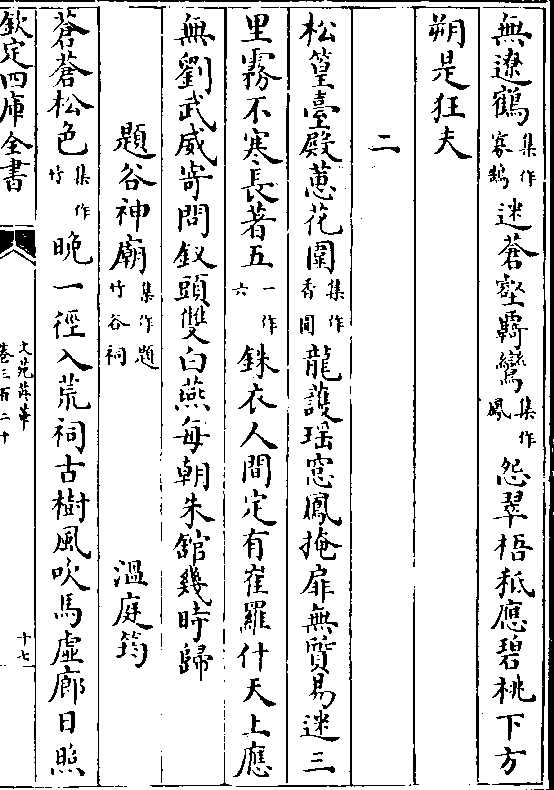 無遼鶴集作寡鵠迷蒼壑羇鸞集作鳳怨翠梧秪應碧桃下方
朔是狂夫
二
松篁臺殿蕙花圍集作香闈龍護瑶窓鳳掩扉無質易迷三
里霧不寒長著五一作六銖衣人間定有崔羅什天上應
無劉武威寄問釵頭雙白燕每朝朱館幾時歸
題谷神廟集作題竹谷祠 溫庭筠
蒼蒼松色集作竹晚一徑入荒祠古樹風吹馬虛廊日照
欽定四庫全書
文苑英華
卷三百二十
十七